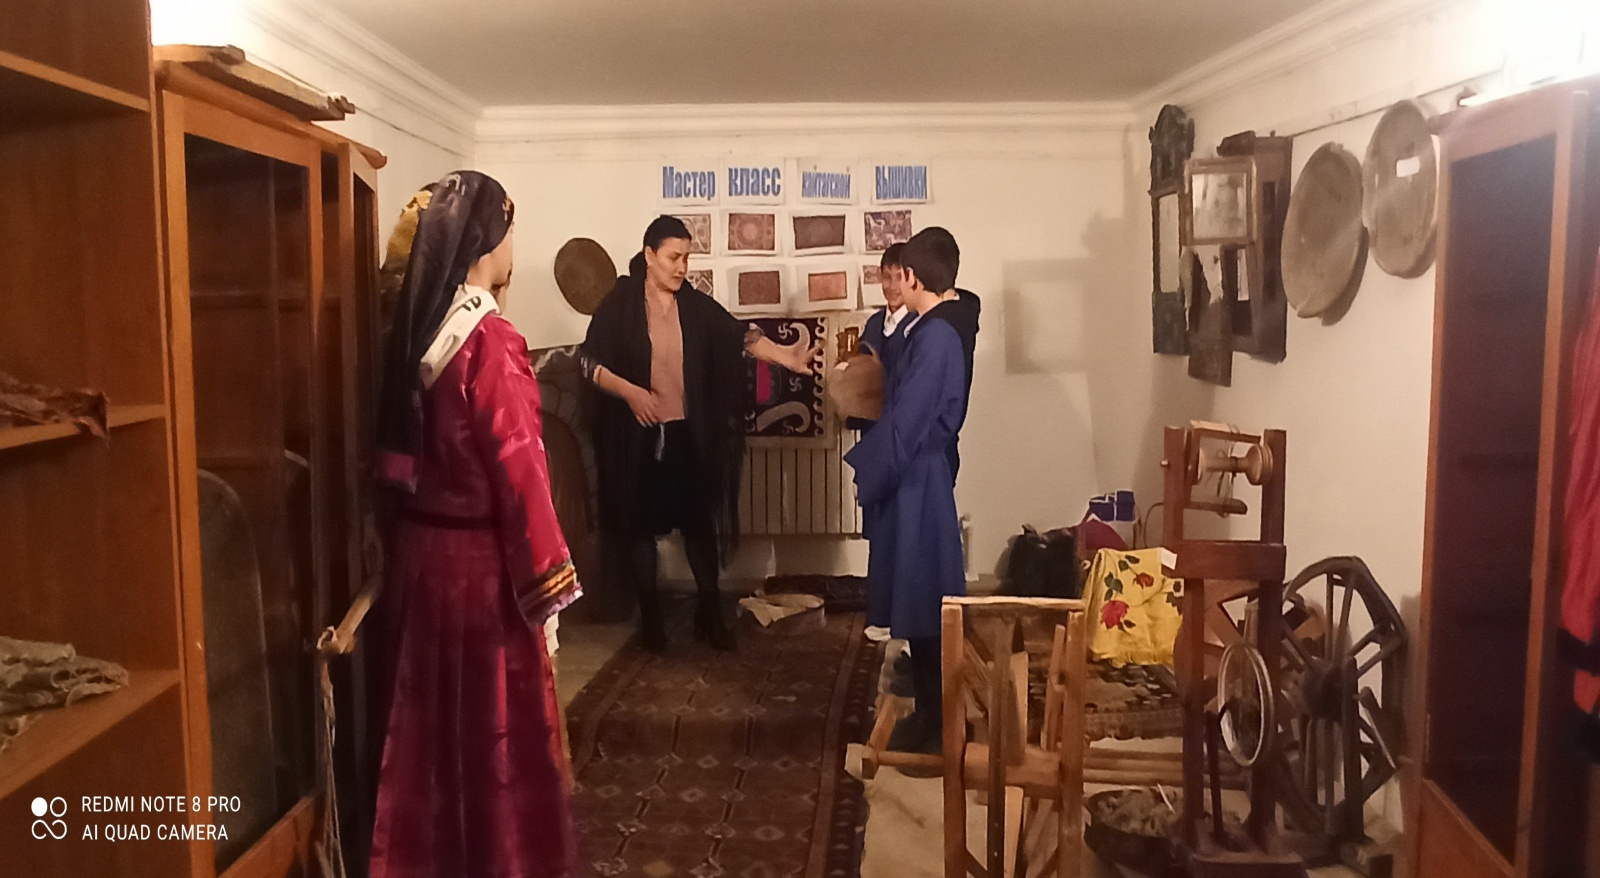 Мастер класс кайтагской вышивки
REDMI NOTE 8 PRO
AI QUAD CAMERA